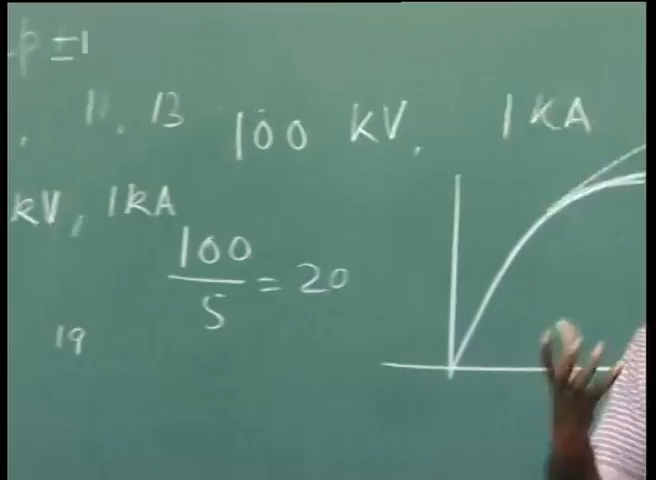 p ±1
11, 13 100 kV, 1 kA
kV, 1kA
100
5 = 20
19